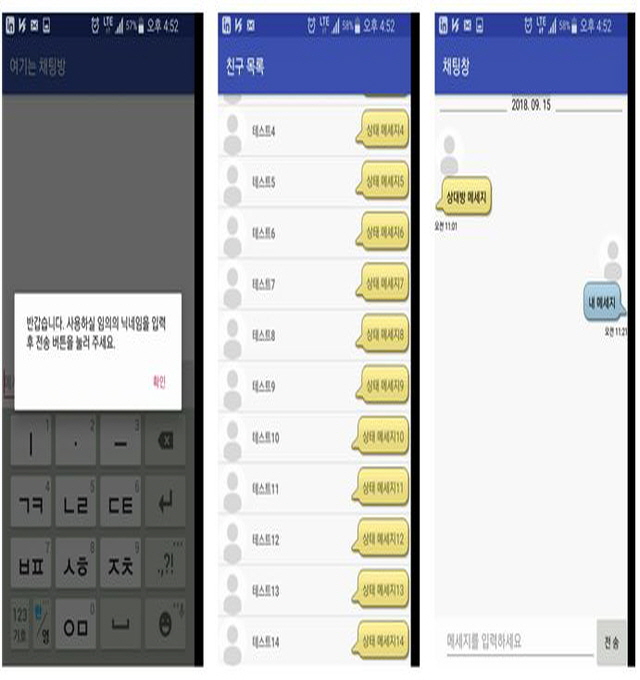 LTE 57% 오후 4:52
여기는 채팅방
반갑습니다. 사용하실 임의의 닉네임을 입력
후 전송 버튼을 눌러 주세요.
확인
ㅣ 1
· 2
ㅡ 3
ㄱㅋ 4
ㄴㄹ 5
ㄷㅌ 6
ㅂㅍ 7
ㅅㅎ 8
ㅈㅊ 9
.,?!
123
기호
한/영
ㅇㅁ 0
LTE 58% 오후 4:52
친구 목록
테스트4 상태 메세지4
테스트5 상태 메세지5
테스트6 상태 메세지6
테스트7 상태 메세지7
테스트8 상태 메세지8
테스트9 상태 메세지9
테스트10 상태 메세지10
테스트11 상태 메세지11
테스트12 상태 메세지12
테스트13 상태 메세지13
테스트14 상태 메세지14
LTE 58% 오후 4:52
채팅창
2018. 09. 15
상대방 메세지
오전 11:01
내 메세지
오전 11:21
메세지를 입력하세요
전송